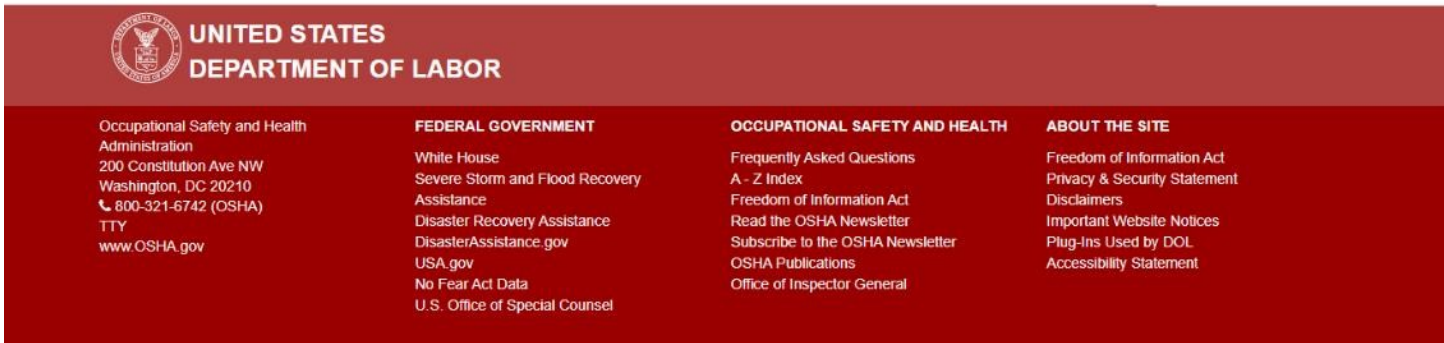 UNITED STATES
DEPARTMENT OF LABOR
Occupational Safety and Health
Administration
200 Constitution Ave NW
Washington, DC 20210
800-321-6742 (OSHA)
TTY
www.OSHA.gov
FEDERAL GOVERNMENT
White House
Severe Storm and Flood Recovery
Assistance
Disaster Recovery Assistance
DisasterAssistance.gov
USA.gov
No Fear Act Data
U.S. Office of Special Counsel
OCCUPATIONAL SAFETY AND HEALTH
Frequently Asked Questions
A - Z Index
Freedom of Information Act
Read the OSHA Newsletter
Subscribe to the OSHA Newsletter
OSHA Publications
Office of Inspector General
ABOUT THE SITE
Freedom of Information Act
Privacy & Security Statement
Disclaimers
Important Website Notices
Plug-Ins Used by DOL
Accessibility Statement